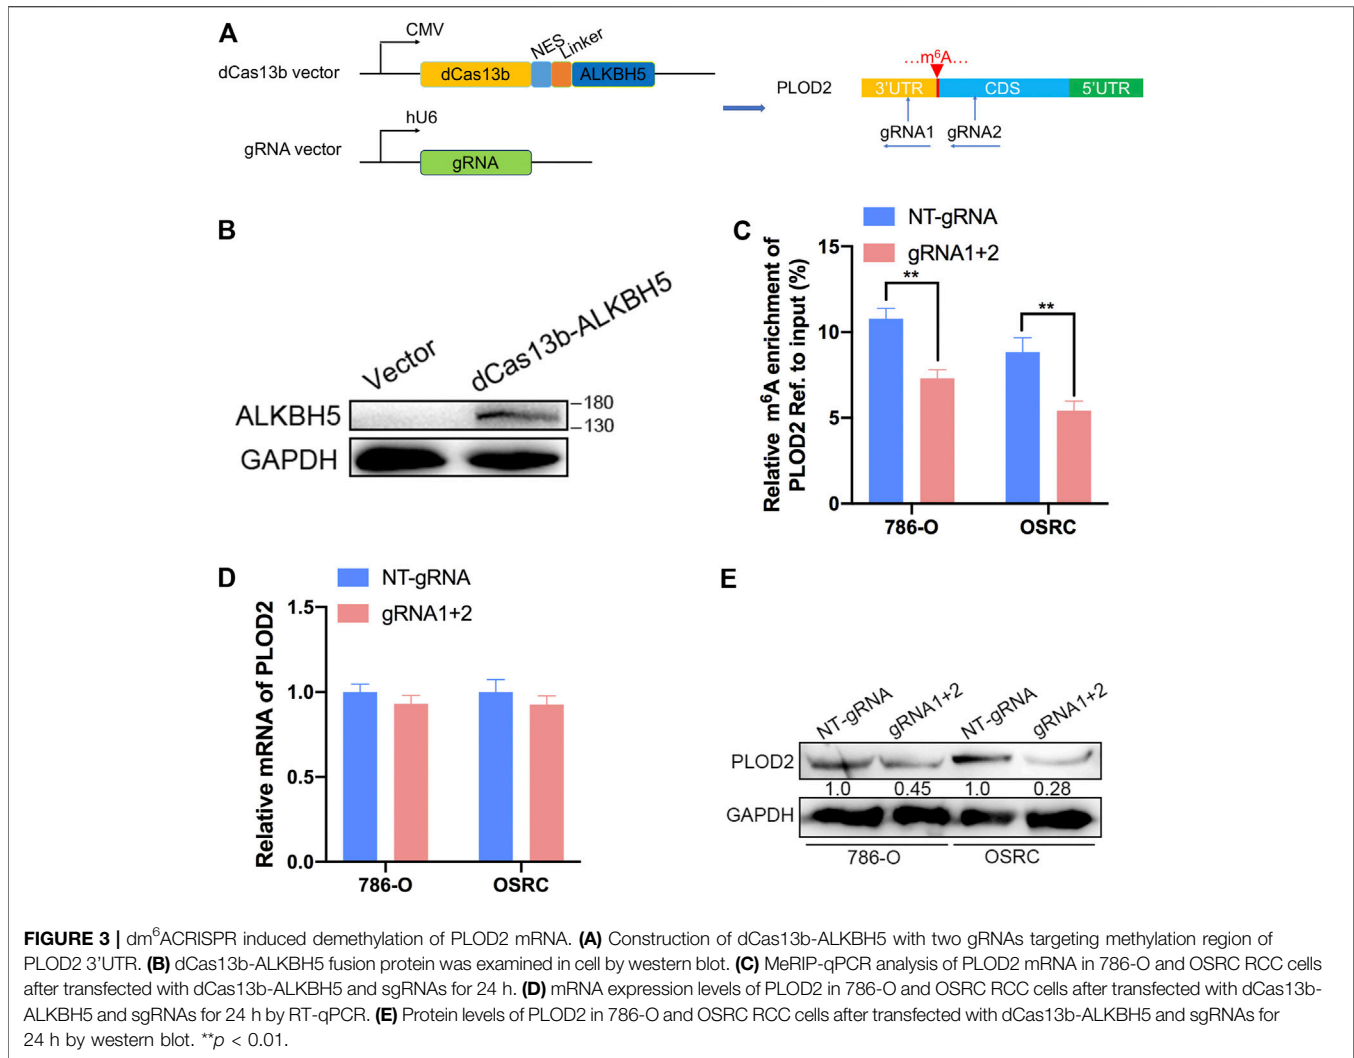 A
CMV
NES
Linker
dCas13b vector
dCas13b
ALKBH5
hU6
gRNA vector
gRNA
…m⁶A…
PLOD2
3'UTR
CDS
5'UTR
gRNA1
gRNA2
B
Vector
dCas13b-ALKBH5
ALKBH5
–180
–130
GAPDH
C
NT-gRNA
gRNA1+2
Relative m⁶A enrichment of
PLOD2 Ref. to input (%)
15
10
5
0
**
**
786-O
OSRC
D
NT-gRNA
gRNA1+2
Relative mRNA of PLOD2
1.5
1.0
0.5
0.0
786-O
OSRC
E
NT-gRNA
gRNA1+2
NT-gRNA
gRNA1+2
PLOD2
1.0 0.45 1.0 0.28
GAPDH
786-O
OSRC
FIGURE 3 | dm⁶ACRISPR induced demethylation of PLOD2 mRNA. (A) Construction of dCas13b-ALKBH5 with two gRNAs targeting methylation region of
PLOD2 3'UTR. (B) dCas13b-ALKBH5 fusion protein was examined in cell by western blot. (C) MeRIP-qPCR analysis of PLOD2 mRNA in 786-O and OSRC RCC cells
after transfected with dCas13b-ALKBH5 and sgRNAs for 24 h. (D) mRNA expression levels of PLOD2 in 786-O and OSRC RCC cells after transfected with dCas13b-
ALKBH5 and sgRNAs for 24 h by RT-qPCR. (E) Protein levels of PLOD2 in 786-O and OSRC RCC cells after transfected with dCas13b-ALKBH5 and sgRNAs for
24 h by western blot. **p < 0.01.